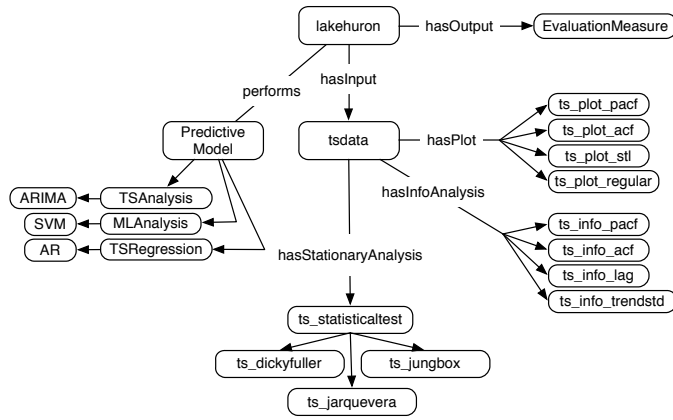 lakehuron
hasOutput
EvaluationMeasure
performs
hasInput
Predictive
Model
tsdata
hasPlot
ts_plot_pacf
ts_plot_acf
ts_plot_stl
ts_plot_regular
ARIMA
TSAnalysis
SVM
MLAnalysis
AR
TSRegression
hasInfoAnalysis
ts_info_pacf
ts_info_acf
ts_info_lag
ts_info_trendstd
hasStationaryAnalysis
ts_statisticaltest
ts_dickyfuller
ts_jungbox
ts_jarquevera